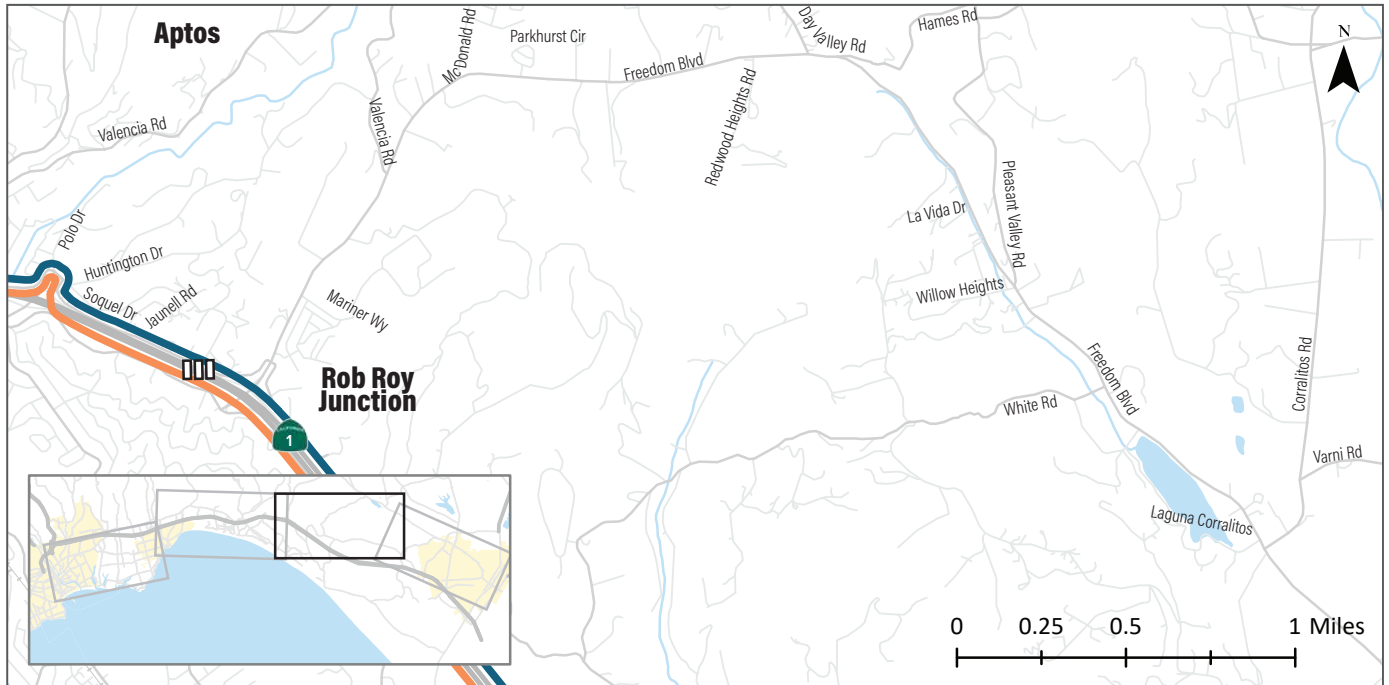 Aptos
McDonald Rd
Parkhurst Cir
Day Valley Rd
Hames Rd
N
Freedom Blvd
Valencia Rd
Valencia Rd
Redwood Heights Rd
Pleasant Valley Rd
La Vida Dr
Polo Dr
Huntington Dr
Soquel Dr
Jaunell Rd
Mariner Wy
Willow Heights
Rob Roy
Junction
Freedom Blvd
Corralitos Rd
White Rd
CALIFORNIA
1
Varni Rd
Laguna Corralitos
0 0.25 0.5 1 Miles